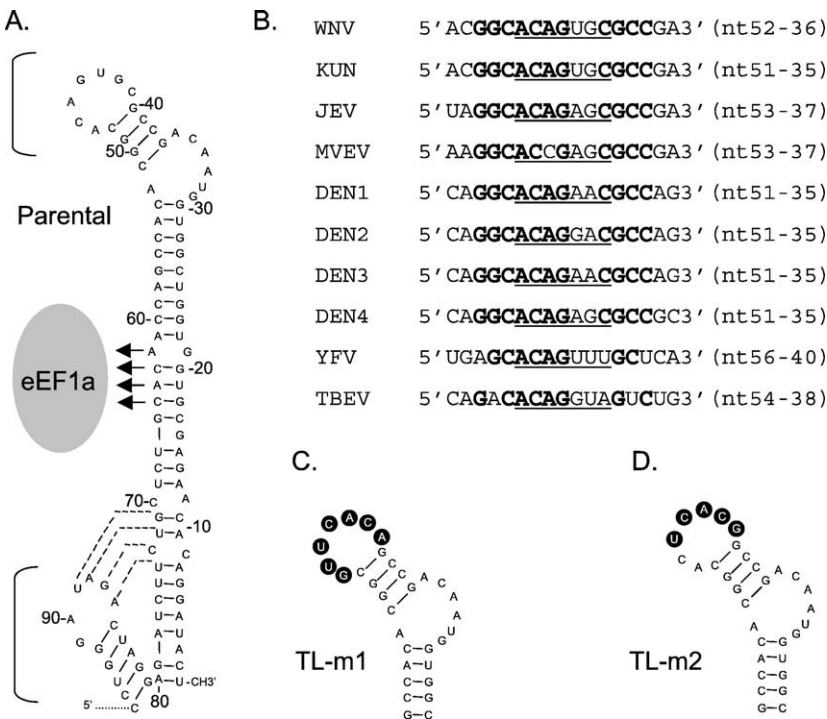 A.
B.
WNV 5'ACGGCACAGUGCGCCGA3' (nt52-36)
KUN 5'ACGGCACAGUGCGCCGA3' (nt51-35)
JEV 5'UAGGCACAGAGCGCCGA3' (nt53-37)
MVEV 5'AAGGCACCGAGCGCCGA3' (nt53-37)
DEN1 5'CAGGCACAGAACGCCAG3' (nt51-35)
DEN2 5'CAGGCACAGGACGCCAG3' (nt51-35)
DEN3 5'CAGGCACAGAACGCCAG3' (nt51-35)
DEN4 5'CAGGCACAGAGCGCCGC3' (nt51-35)
YFV 5'UGAGCACAGUUUGCUCA3' (nt56-40)
TBEV 5'CAGACACAGGUAGUCUG3' (nt54-38)
-40
50-
-30
Parental
60-
-20
eEF1a
70-
-10
90-
80
5'
-CH3'
C.
TL-m1
D.
TL-m2